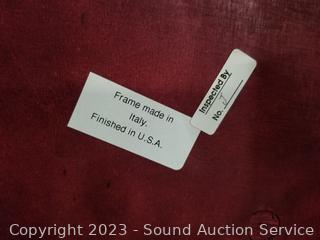 Frame made in
Italy.
Finished in U.S.A.
Inspected By
No.
Copyright 2023 - Sound Auction Service